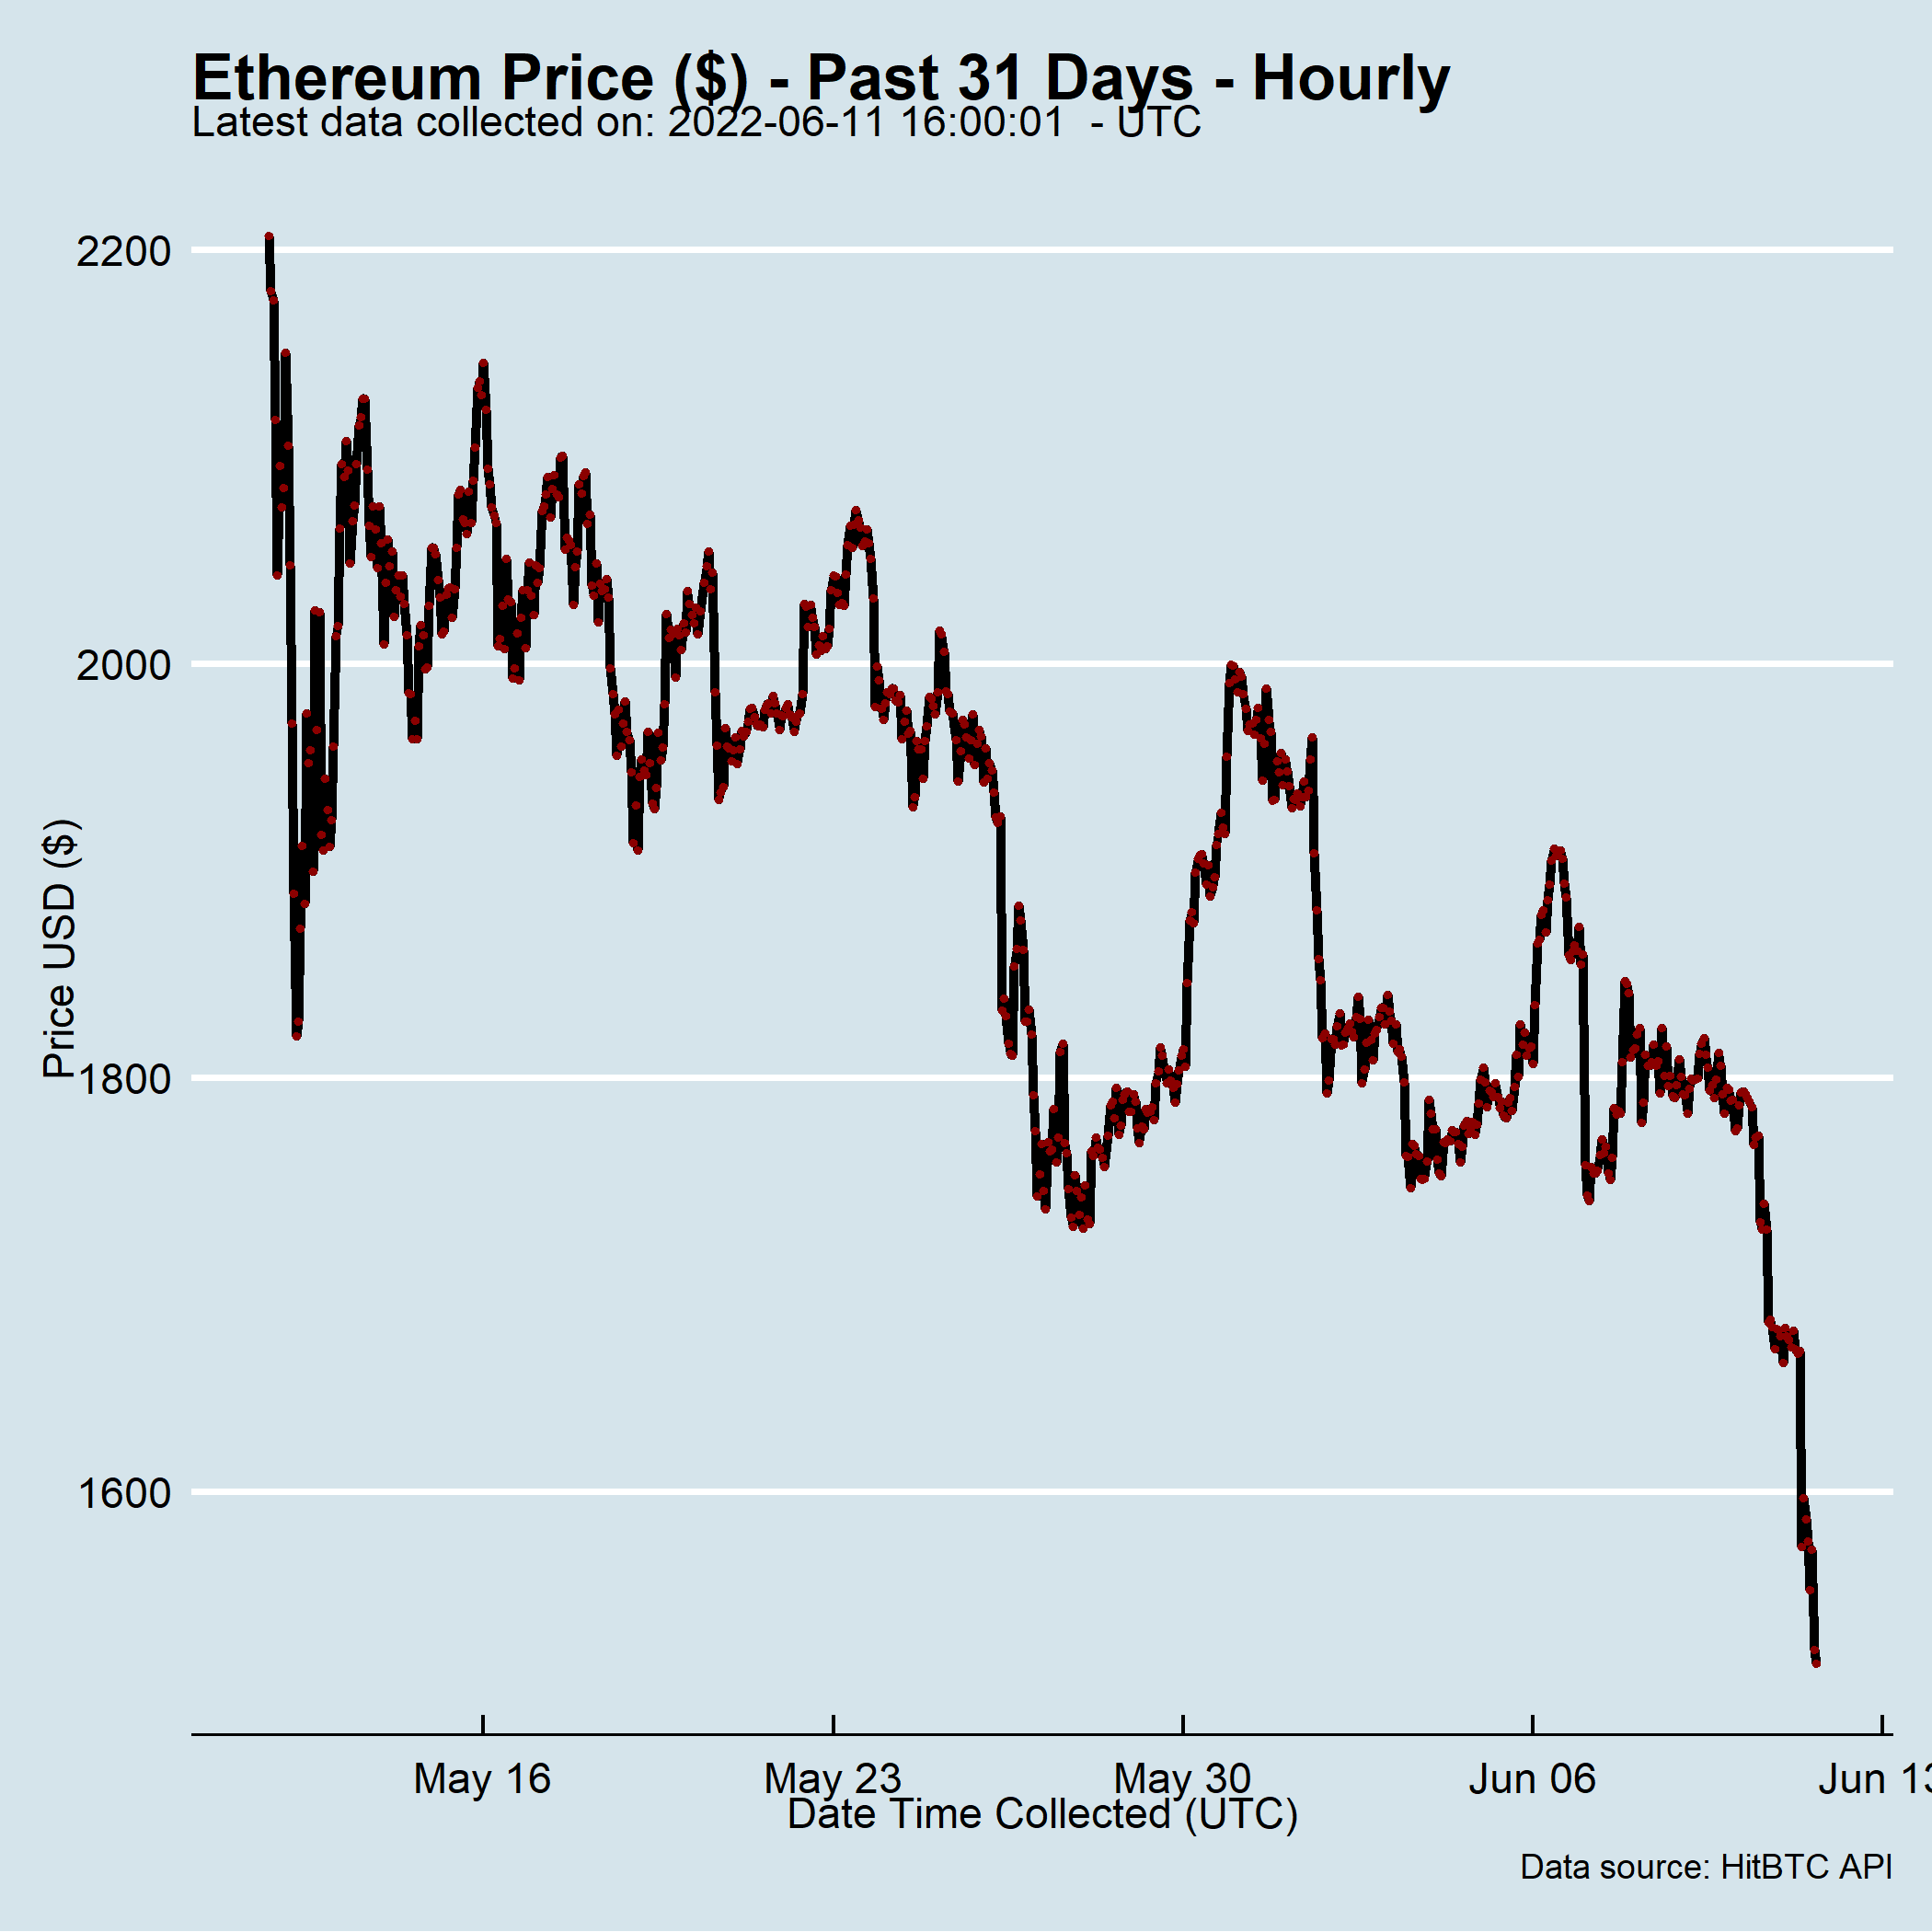 Ethereum Price ($) - Past 31 Days - Hourly
Latest data collected on: 2022-06-11 16:00:01  - UTC
2200
2000
1800
1600
Price USD ($)
May 16 May 23 May 30 Jun 06 Jun 13
Date Time Collected (UTC)
Data source: HitBTC API